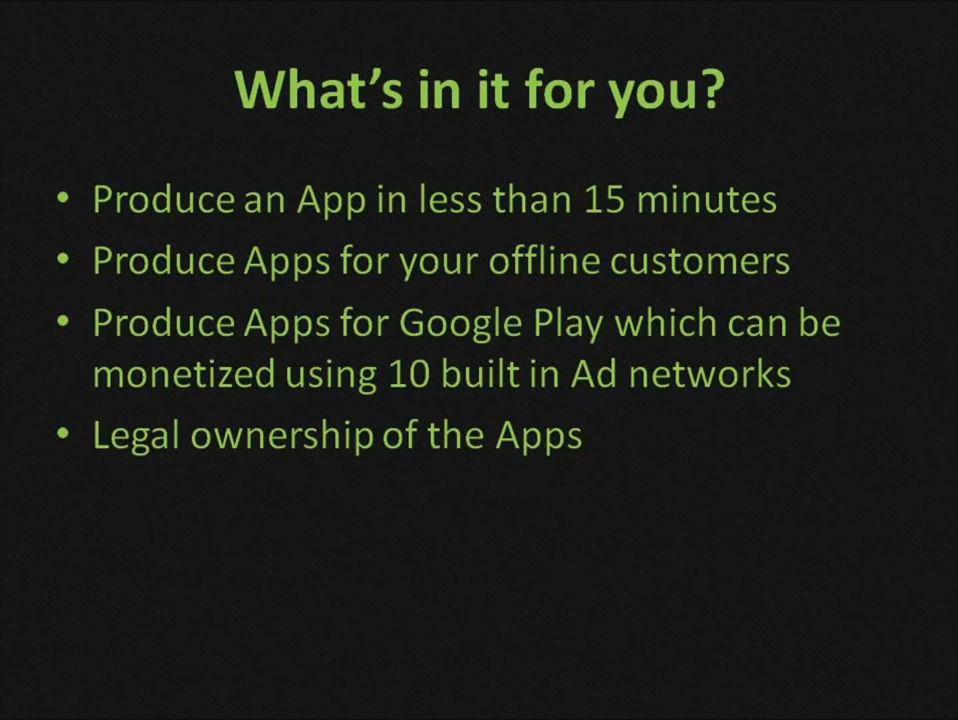 What's in it for you?
• Produce an App in less than 15 minutes
• Produce Apps for your offline customers
• Produce Apps for Google Play which can be
monetized using 10 built in Ad networks
• Legal ownership of the Apps